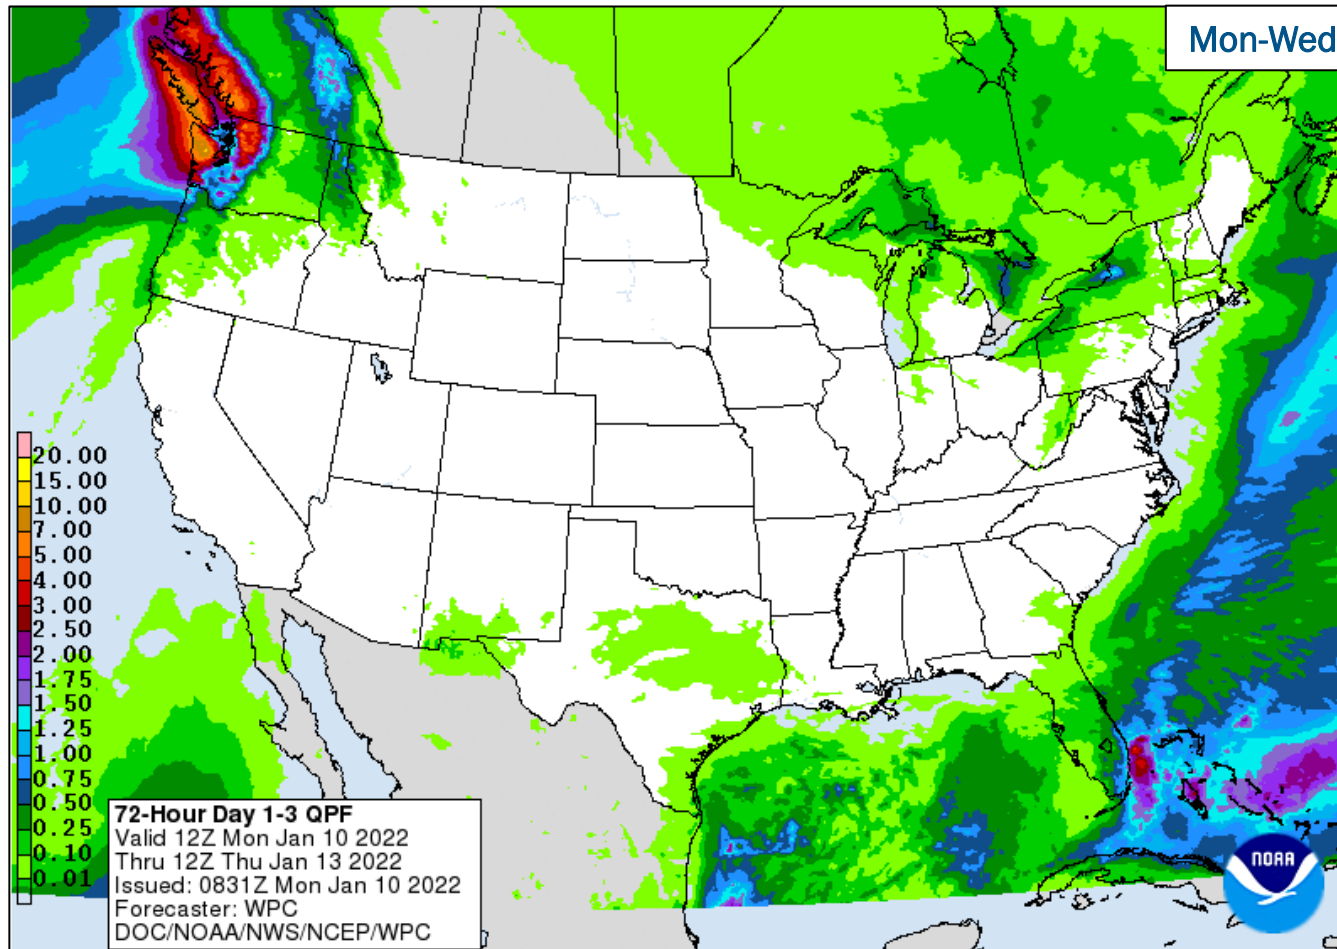 Mon-Wed
20.00
15.00
10.00
7.00
5.00
4.00
3.00
2.50
2.00
1.75
1.50
1.25
1.00
0.75
0.50
0.25
0.10
0.01
72-Hour Day 1-3 QPF
Valid 12Z Mon Jan 10 2022
Thru 12Z Thu Jan 13 2022
Issued: 0831Z Mon Jan 10 2022
Forecaster: WPC
DOC/NOAA/NWS/NCEP/WPC
NOAA